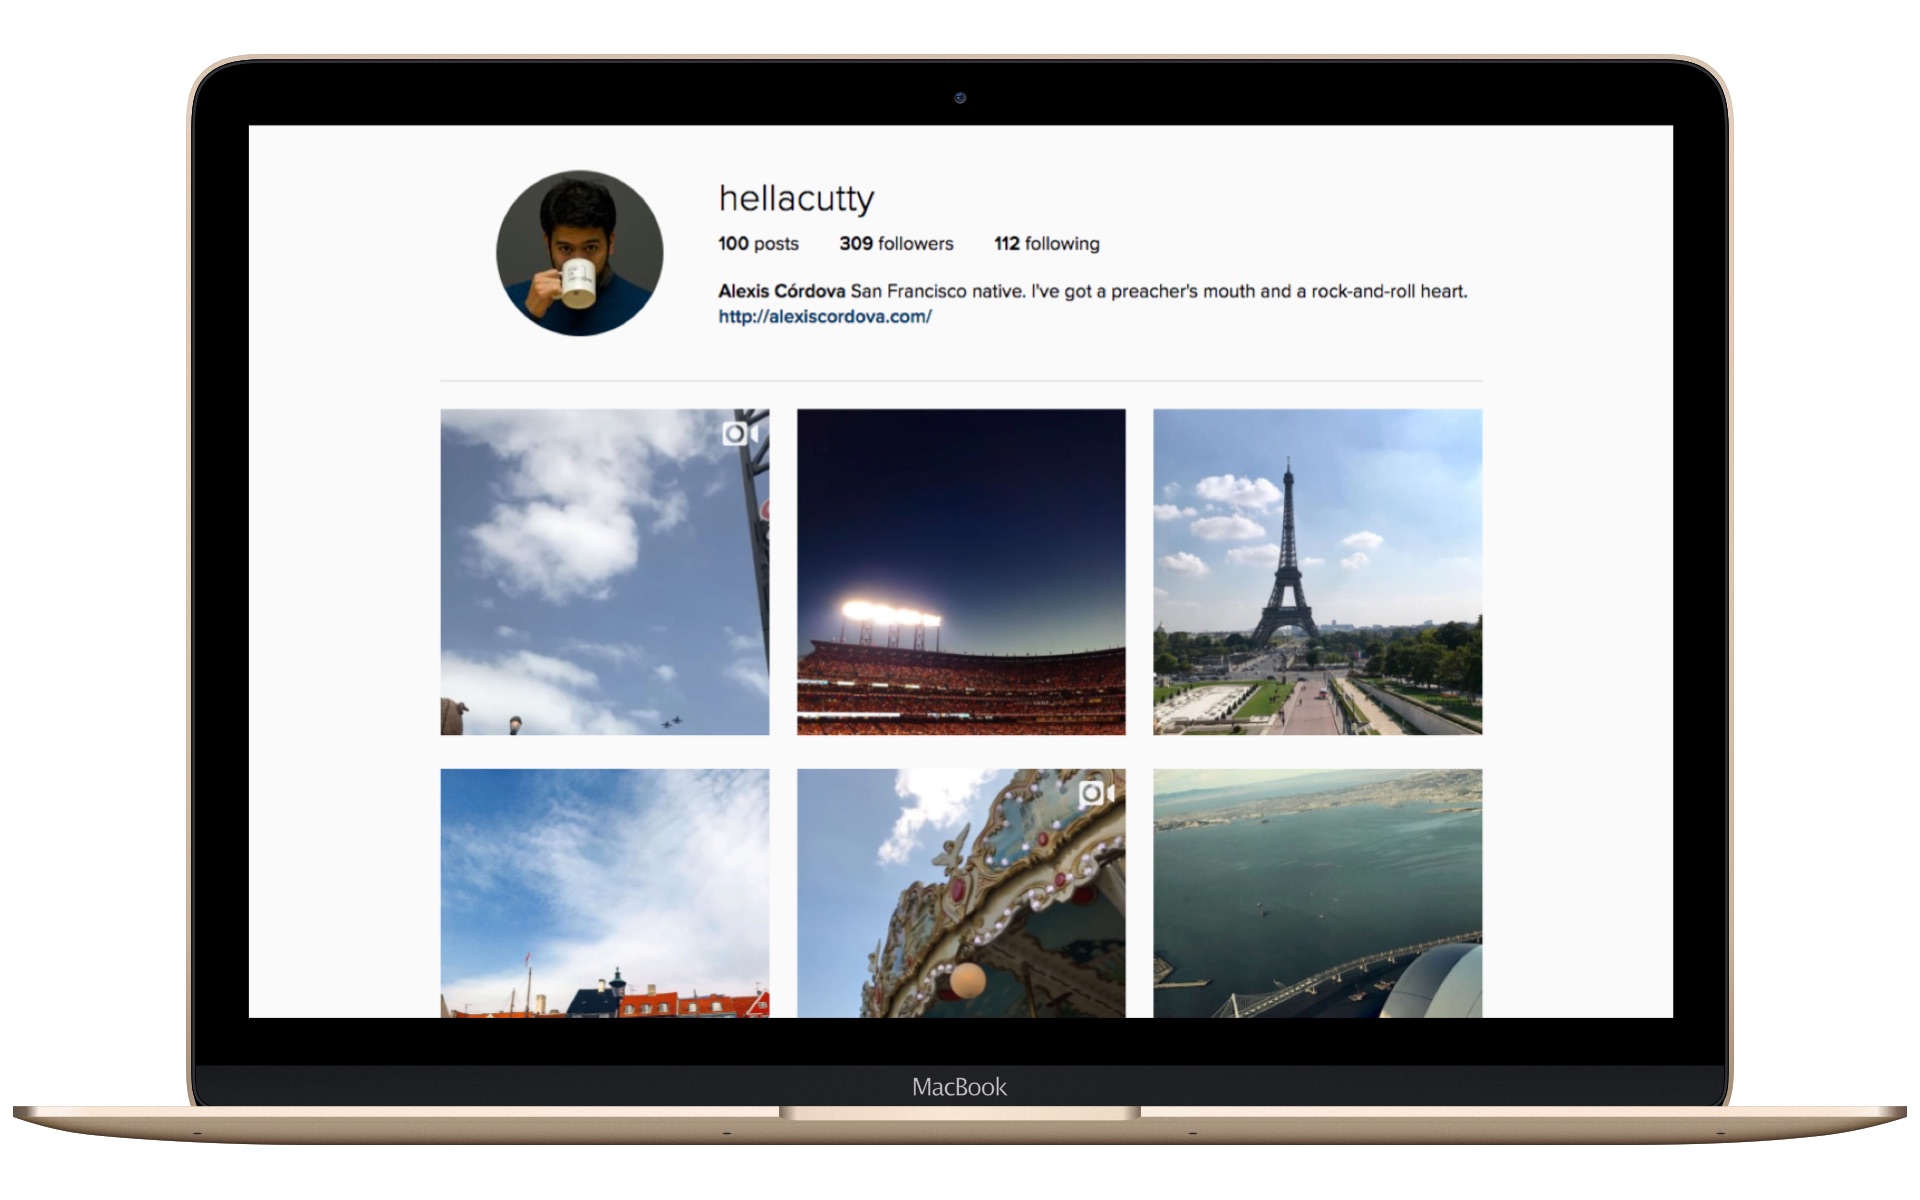 hellacutty
100 posts 309 followers 112 following
Alexis Córdova San Francisco native. I've got a preacher's mouth and a rock-and-roll heart.
http://alexiscordova.com/
MacBook